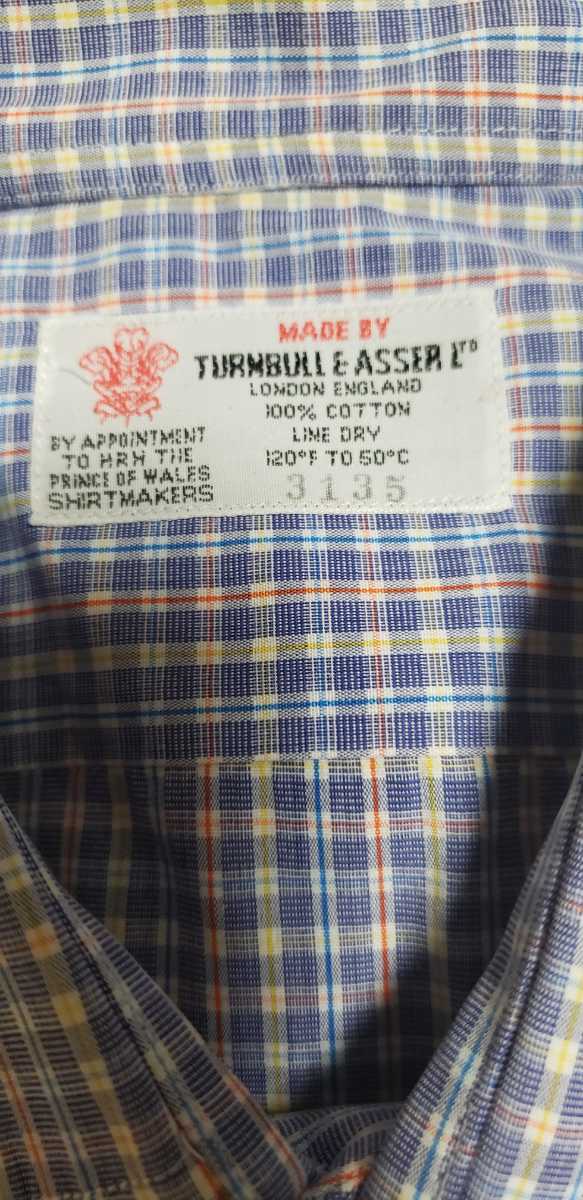 MADE BY
TURNBULL & ASSER LTD
LONDON ENGLAND
100% COTTON
LINE DRY
120°F TO 50°C
3135
BY APPOINTMENT
TO HRH THE
PRINCE OF WALES
SHIRTMAKERS